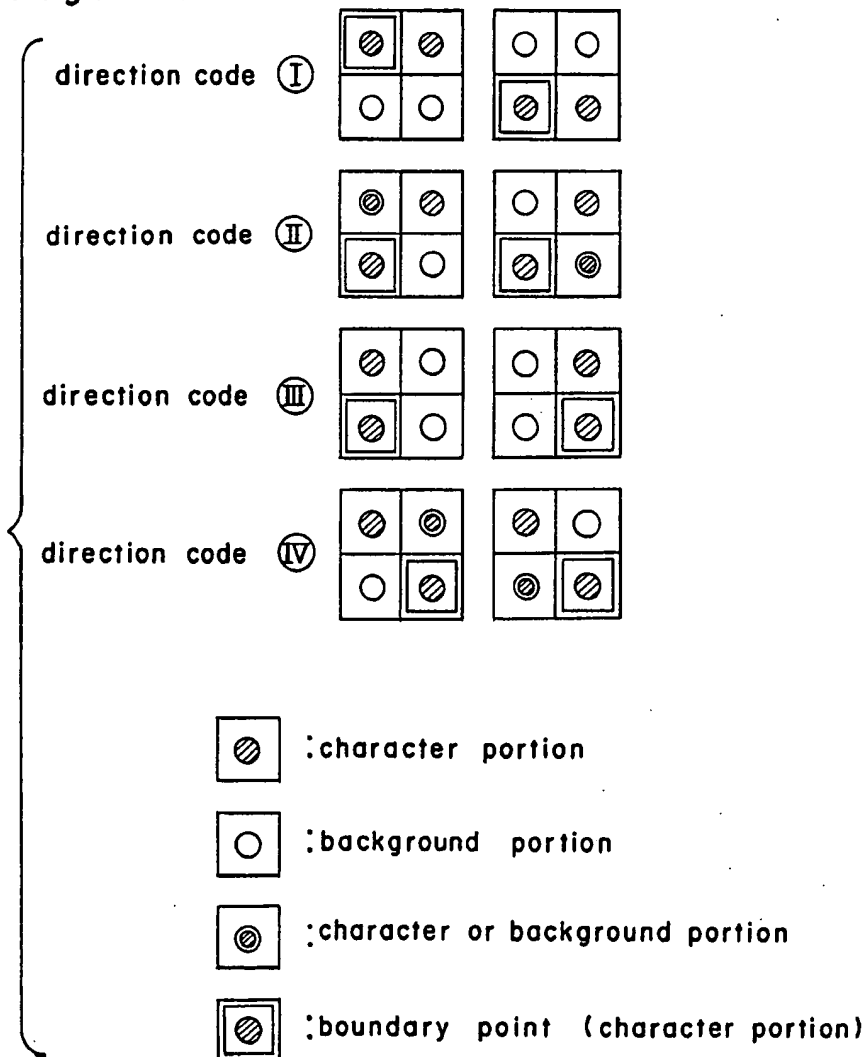 direction code Ⓘ
direction code Ⅱ
direction code Ⅲ
direction code Ⅳ
:character portion
:background portion
:character or background portion
:boundary point (character portion)